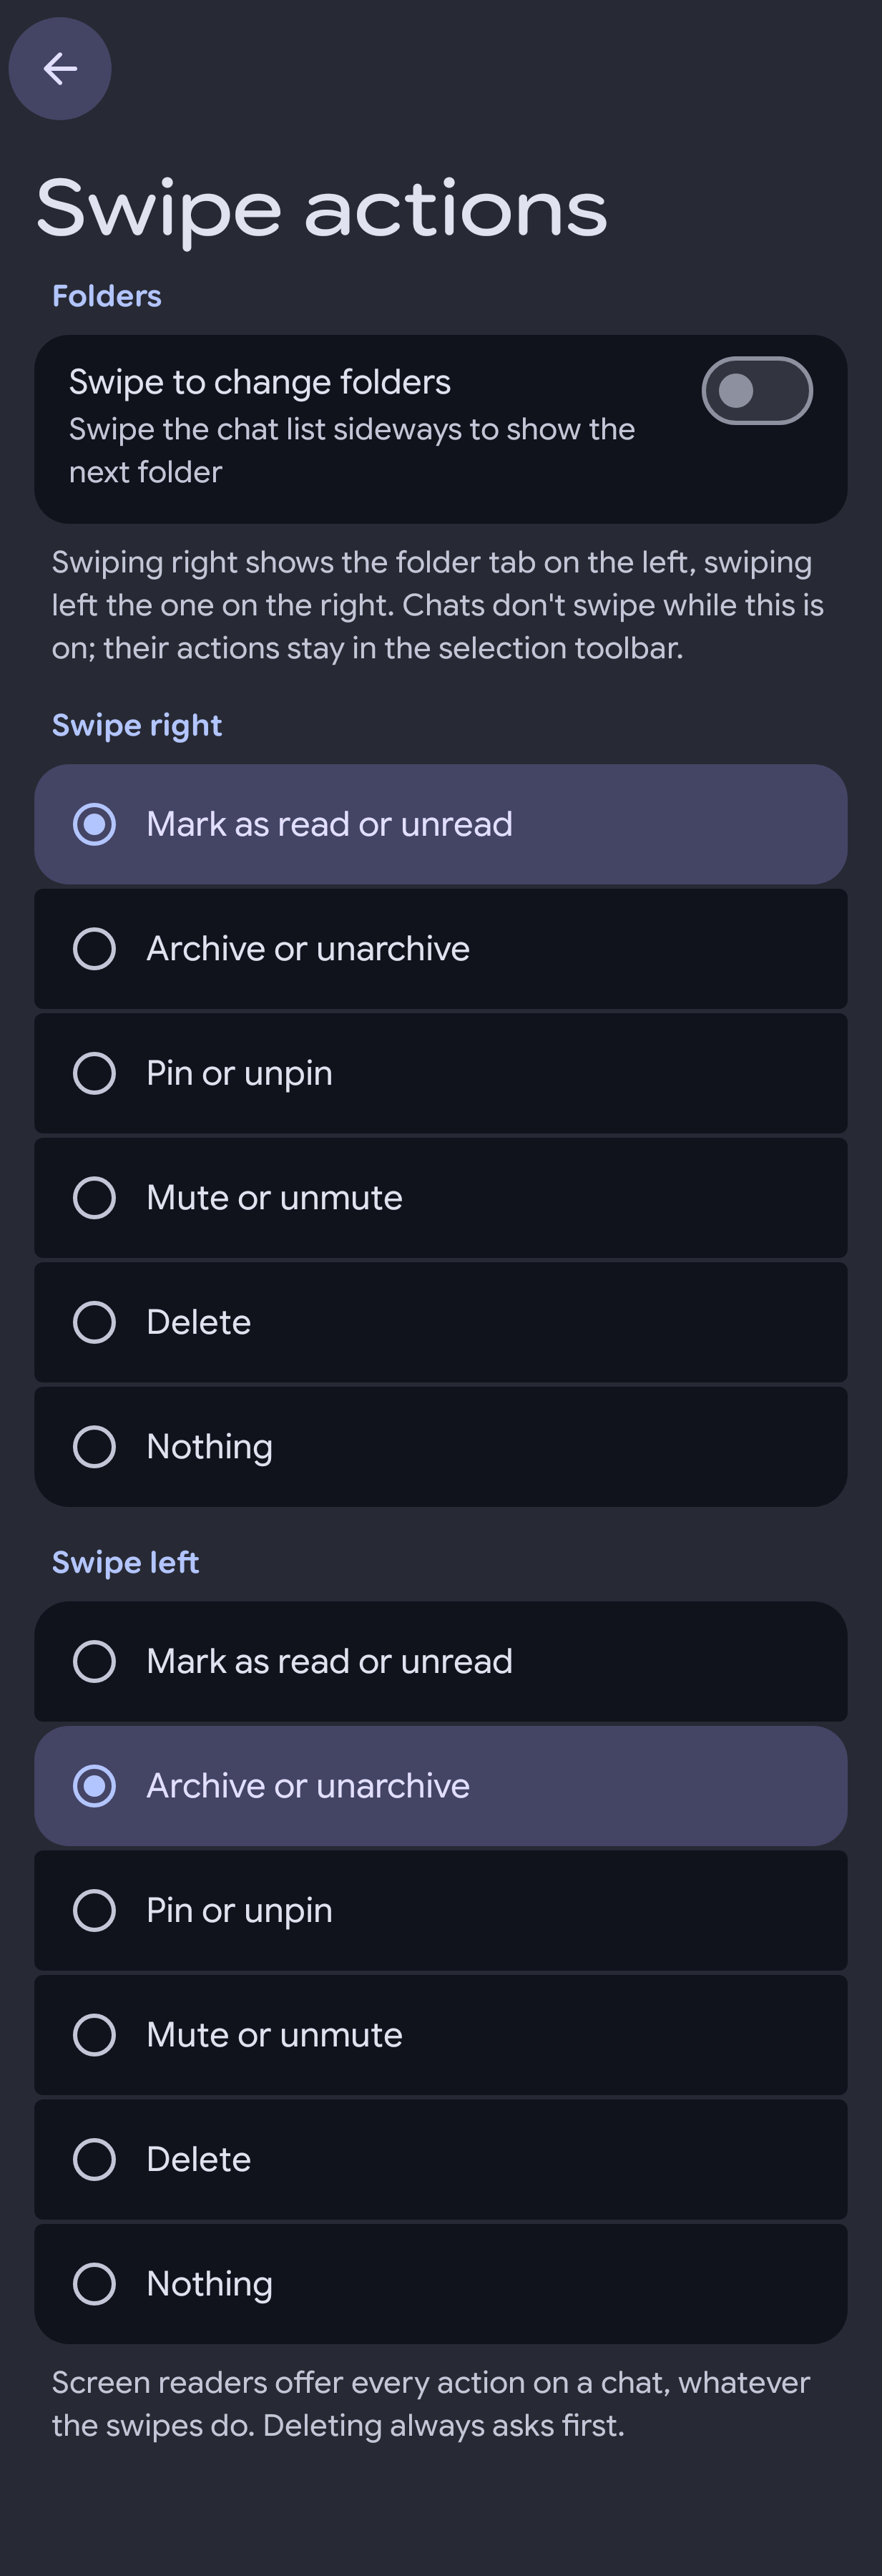 Swipe actions
Folders
Swipe to change folders
Swipe the chat list sideways to show the
next folder
Swiping right shows the folder tab on the left, swiping
left the one on the right. Chats don't swipe while this is
on; their actions stay in the selection toolbar.
Swipe right
Mark as read or unread
Archive or unarchive
Pin or unpin
Mute or unmute
Delete
Nothing
Swipe left
Mark as read or unread
Archive or unarchive
Pin or unpin
Mute or unmute
Delete
Nothing
Screen readers offer every action on a chat, whatever
the swipes do. Deleting always asks first.